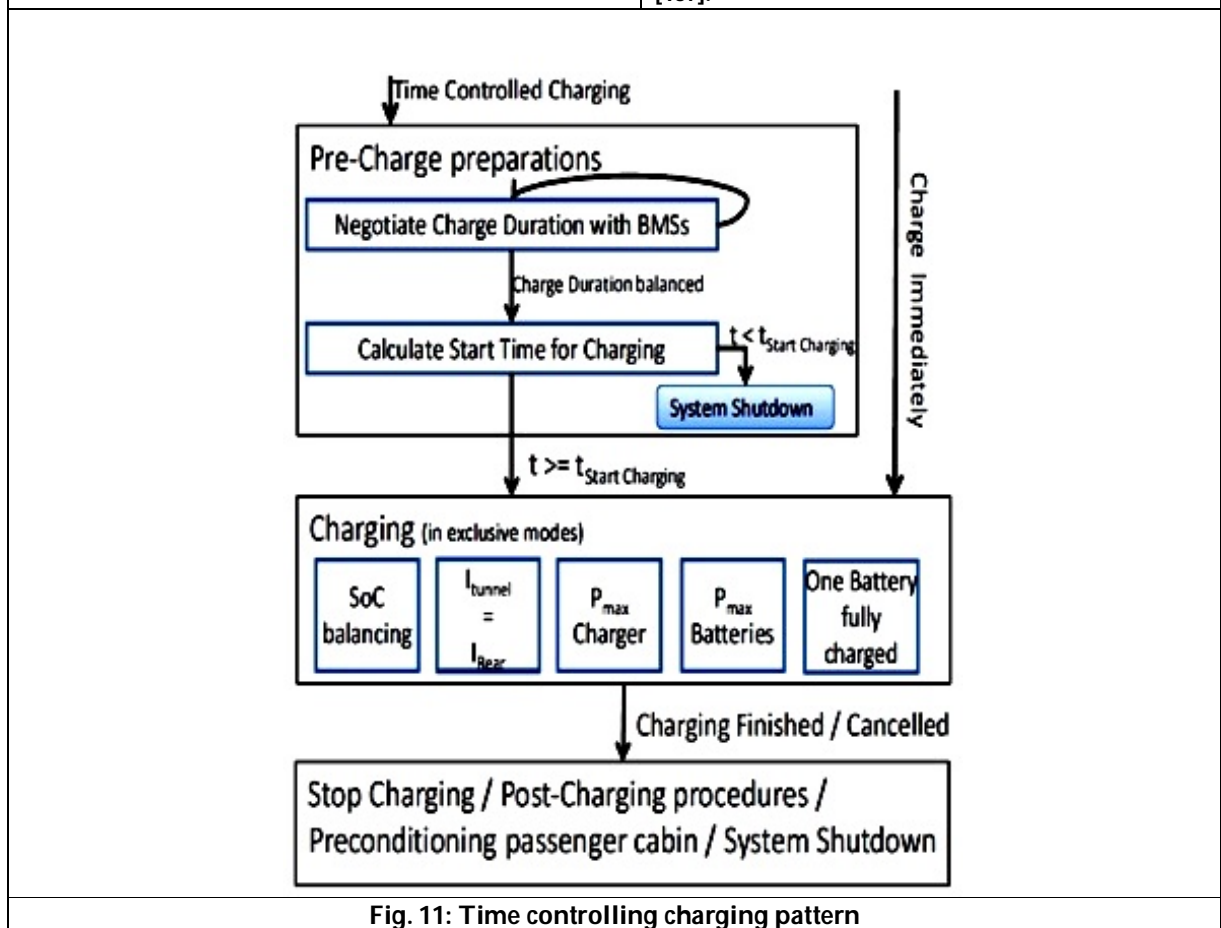 Time Controlled Charging
Pre-Charge preparations
Negotiate Charge Duration with BMSs
Charge Duration balanced
Calculate Start Time for Charging
t < tStart Charging
System Shutdown
t >= tStart Charging
Charge Immediately
Charging (in exclusive modes)
SoC
balancing
Itunnel
=
IRear
Pmax
Charger
Pmax
Batteries
One Battery
fully
charged
Charging Finished / Cancelled
Stop Charging / Post-Charging procedures /
Preconditioning passenger cabin / System Shutdown
Fig. 11: Time controlling charging pattern